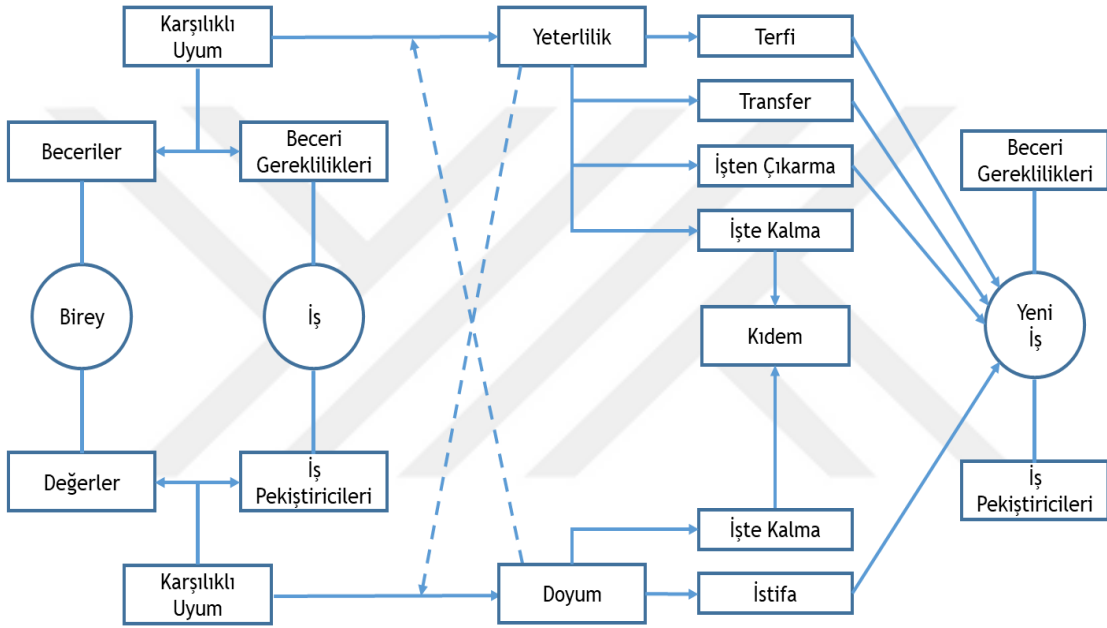 Karşılıklı
Uyum
Yeterlilik
Terfi
Transfer
Beceriler
Beceri
Gereklilikleri
İşten Çıkarma
Beceri
Gereklilikleri
İşte Kalma
Birey
İş
Kıdem
Yeni
İş
Değerler
İş
Pekiştiricileri
İş
Pekiştiricileri
İşte Kalma
Karşılıklı
Uyum
Doyum
İstifa